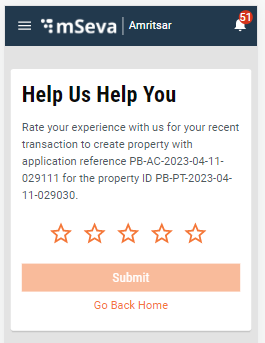 mSeva
Amritsar
51
Help Us Help You
Rate your experience with us for your recent
transaction to create property with
application reference PB-AC-2023-04-11-
029111 for the property ID PB-PT-2023-04-
11-029030.
Submit
Go Back Home